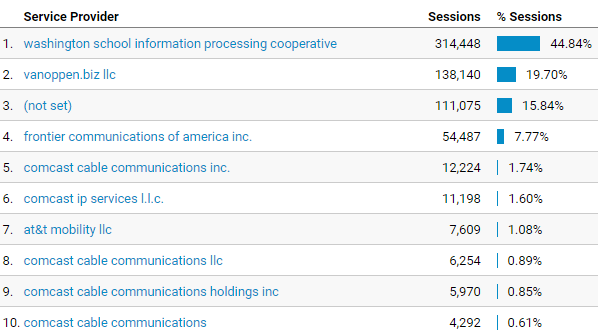 Service Provider Sessions % Sessions
1. washington school information processing cooperative 314,448 44.84%
2. vanoppen.biz llc 138,140 19.70%
3. (not set) 111,075 15.84%
4. frontier communications of america inc. 54,487 7.77%
5. comcast cable communications inc. 12,224 1.74%
6. comcast ip services l.l.c. 11,198 1.60%
7. at&t mobility llc 7,609 1.08%
8. comcast cable communications llc 6,254 0.89%
9. comcast cable communications holdings inc 5,970 0.85%
10. comcast cable communications 4,292 0.61%